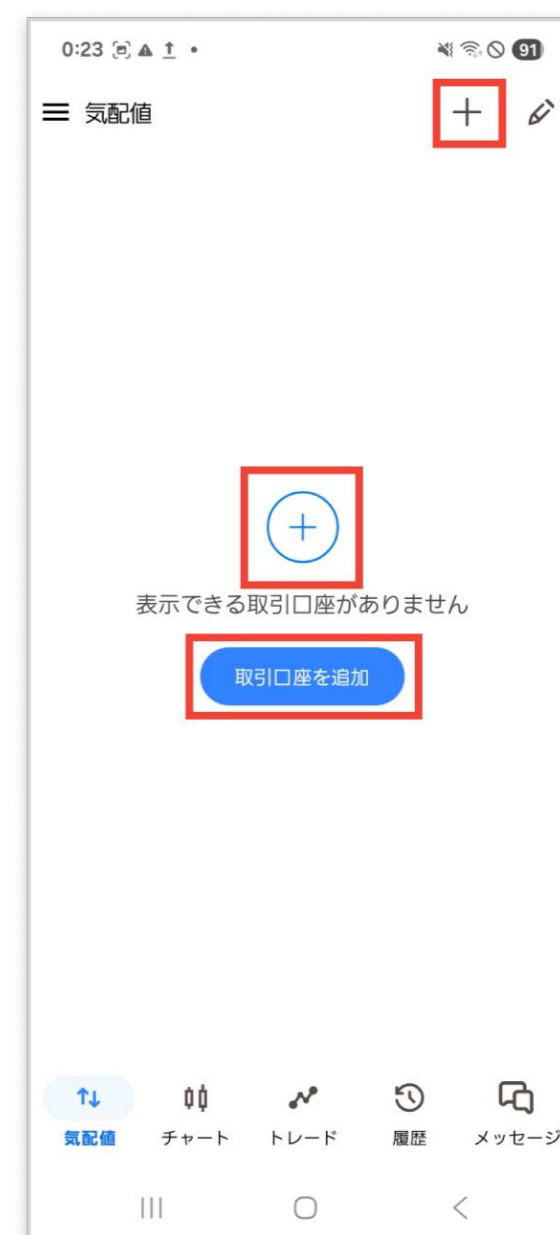 0:23
91
気配値
表示できる取引口座がありません
取引口座を追加
気配値 チャート トレード 履歴 メッセージ